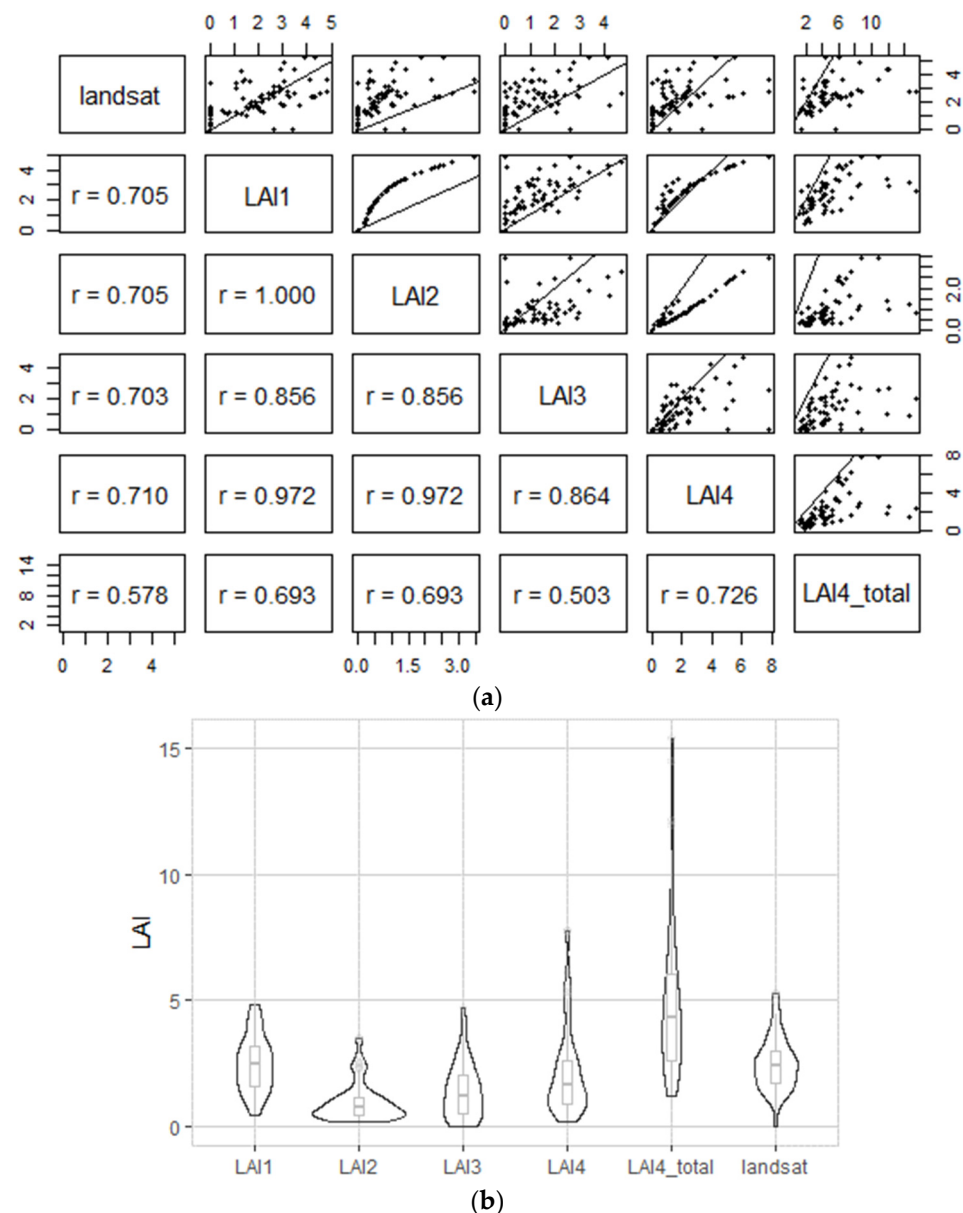 0 1 2 3 4 5 0 2 4 2 6 10
landsat
0 2 4
0 2 4
r = 0.705 LAI1
r = 0.705 r = 1.000 LAI2
0.0 2.0
0 2 4
r = 0.703 r = 0.856 r = 0.856 LAI3
r = 0.710 r = 0.972 r = 0.972 r = 0.864 LAI4
0 4 8
2 8 14
r = 0.578 r = 0.693 r = 0.693 r = 0.503 r = 0.726 LAI4_total
0 2 4 0.0 1.5 3.0 0 2 4 6 8
(a)
15
10
LAI
5
0
LAI1 LAI2 LAI3 LAI4 LAI4_total landsat
(b)